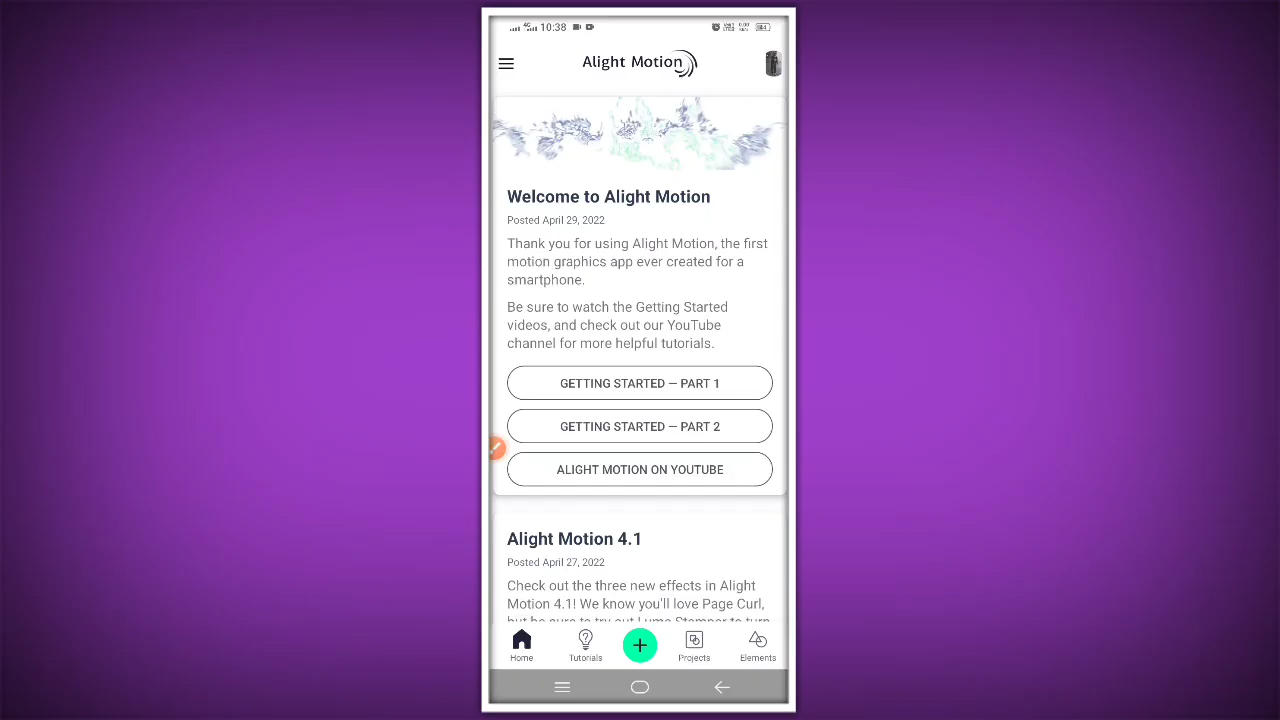 10:38
Alight Motion
Welcome to Alight Motion
Posted April 29, 2022
Thank you for using Alight Motion, the first
motion graphics app ever created for a
smartphone.
Be sure to watch the Getting Started
videos, and check out our YouTube
channel for more helpful tutorials.
GETTING STARTED — PART 1
GETTING STARTED — PART 2
ALIGHT MOTION ON YOUTUBE
Alight Motion 4.1
Posted April 27, 2022
Check out the three new effects in Alight
Motion 4.1! We know you'll love Page Curl,
but be sure to try out Luma Stamper to turn
Home
Tutorials
Projects
Elements